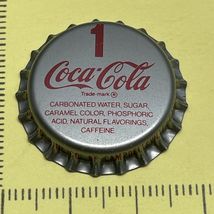 1
Coca-Cola
Trade-mark ®
CARBONATED WATER, SUGAR,
CARAMEL COLOR, PHOSPHORIC
ACID, NATURAL FLAVORINGS,
CAFFEINE